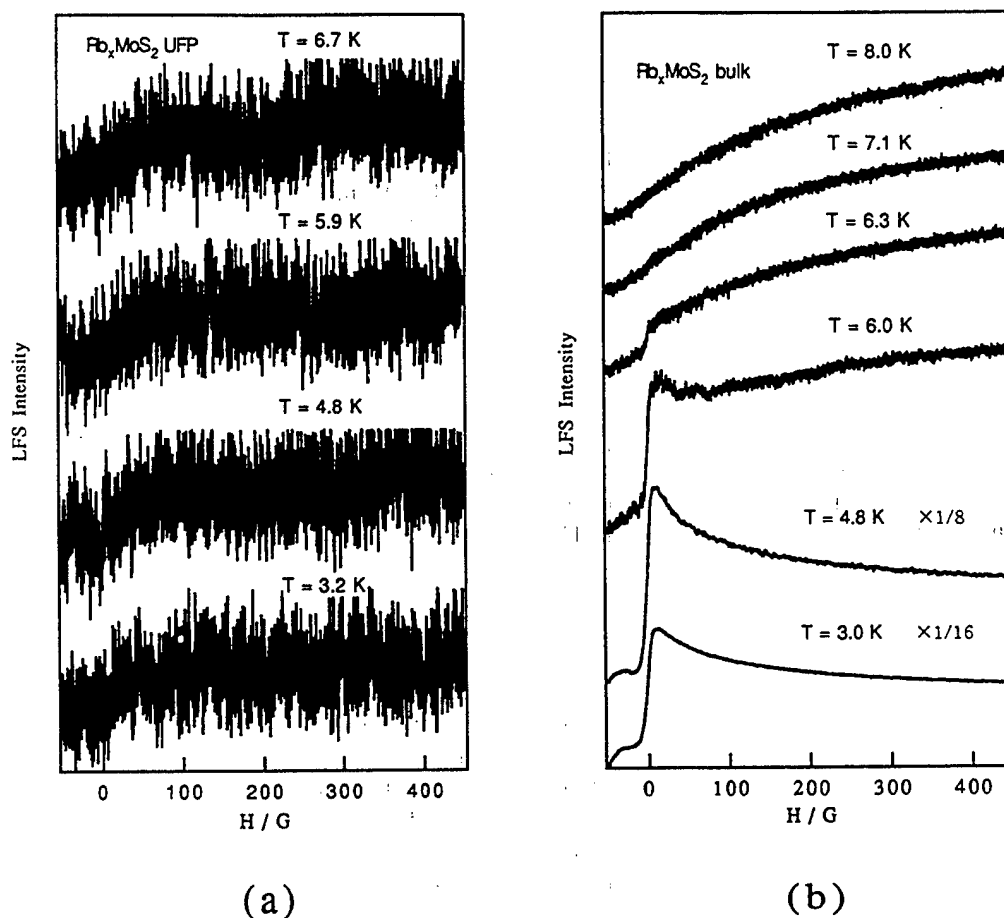 Rb_xMoS_2 UFP
T = 6.7 K
T = 5.9 K
T = 4.8 K
T = 3.2 K
LFS Intensity
0 100 200 300 400
H / G
(a)
Rb_xMoS_2 bulk
T = 8.0 K
T = 7.1 K
T = 6.3 K
T = 6.0 K
T = 4.8 K ×1/8
T = 3.0 K ×1/16
LFS Intensity
0 100 200 300 400
H / G
(b)